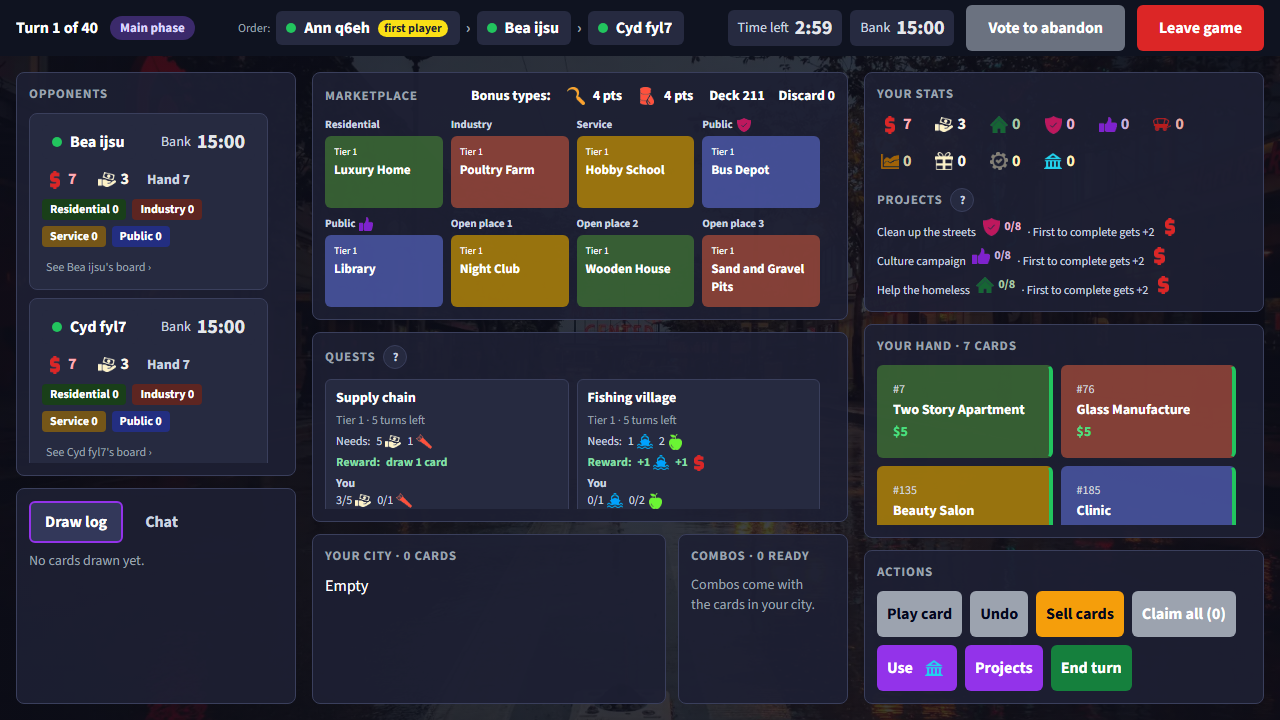 Turn 1 of 40 Main phase Order: Ann q6eh first player › Bea ijsu › Cyd fyl7 Time left 2:59 Bank 15:00 Vote to abandon Leave game
OPPONENTS
Bea ijsu Bank 15:00
7 3 Hand 7
Residential 0 Industry 0
Service 0 Public 0
See Bea ijsu's board ›
Cyd fyl7 Bank 15:00
7 3 Hand 7
Residential 0 Industry 0
Service 0 Public 0
See Cyd fyl7's board ›
Draw log Chat
No cards drawn yet.
MARKETPLACE Bonus types: 4 pts 4 pts Deck 211 Discard 0
Residential Industry Service Public
Tier 1 Tier 1 Tier 1 Tier 1
Luxury Home Poultry Farm Hobby School Bus Depot
Public Open place 1 Open place 2 Open place 3
Tier 1 Tier 1 Tier 1 Tier 1
Library Night Club Wooden House Sand and Gravel
Pits
QUESTS ?
Supply chain
Tier 1 · 5 turns left
Needs: 5 1
Reward: draw 1 card
You
3/5 0/1
Fishing village
Tier 1 · 5 turns left
Needs: 1 2
Reward: +1 +1
You
0/1 0/2
YOUR CITY · 0 CARDS
Empty
COMBOS · 0 READY
Combos come with
the cards in your city.
YOUR STATS
7 3 0 0 0 0
0 0 0 0
PROJECTS ?
Clean up the streets 0/8 · First to complete gets +2
Culture campaign 0/8 · First to complete gets +2
Help the homeless 0/8 · First to complete gets +2
YOUR HAND · 7 CARDS
#7
Two Story Apartment
$5
#76
Glass Manufacture
$5
#135
Beauty Salon
#185
Clinic
ACTIONS
Play card Undo Sell cards Claim all (0)
Use Projects End turn